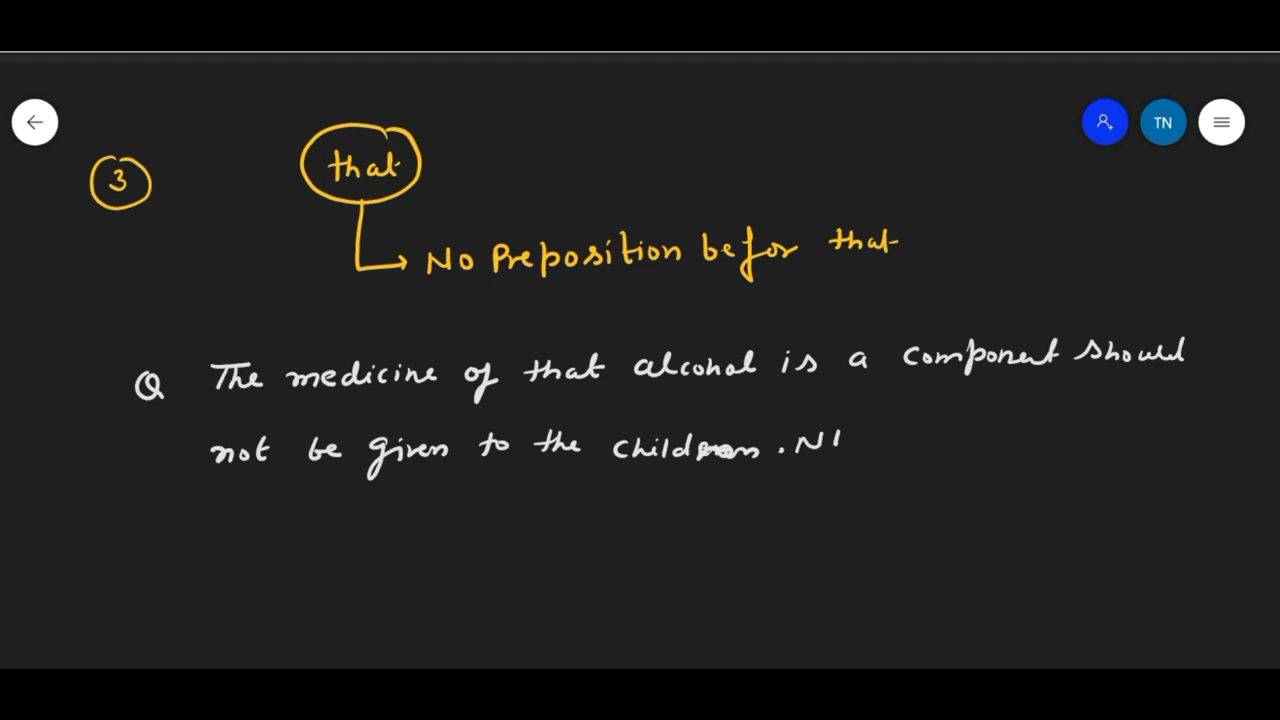 TN
3
that
No Preposition befor that
Q The medicine of that alcohol is a component should
not be given to the children . N